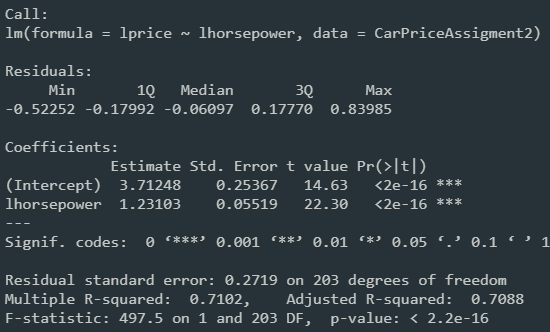 Call:
lm(formula = lprice ~ lhorsepower, data = CarPriceAssigment2)
Residuals:
Min 1Q Median 3Q Max
-0.52252 -0.17992 -0.06097 0.17770 0.83985
Coefficients:
Estimate Std. Error t value Pr(>|t|)
(Intercept) 3.71248 0.25367 14.63 <2e-16 ***
lhorsepower 1.23103 0.05519 22.30 <2e-16 ***
---
Signif. codes: 0 ‘***’ 0.001 ‘**’ 0.01 ‘*’ 0.05 ‘.’ 0.1 ‘ ’ 1
Residual standard error: 0.2719 on 203 degrees of freedom
Multiple R-squared: 0.7102, Adjusted R-squared: 0.7088
F-statistic: 497.5 on 1 and 203 DF, p-value: < 2.2e-16